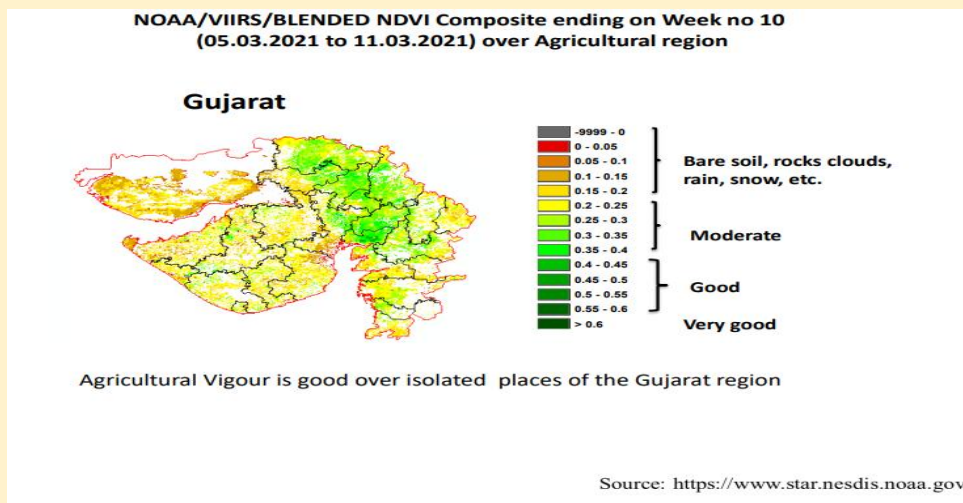 NOAA/VIIRS/BLENDED NDVI Composite ending on Week no 10
(05.03.2021 to 11.03.2021) over Agricultural region
Gujarat
-9999 - 0
0 - 0.05
0.05 - 0.1
0.1 - 0.15
0.15 - 0.2
0.2 - 0.25
0.25 - 0.3
0.3 - 0.35
0.35 - 0.4
0.4 - 0.45
0.45 - 0.5
0.5 - 0.55
0.55 - 0.6
> 0.6
Bare soil, rocks clouds,
rain, snow, etc.
Moderate
Good
Very good
Agricultural Vigour is good over isolated places of the Gujarat region
Source: https://www.star.nesdis.noaa.gov